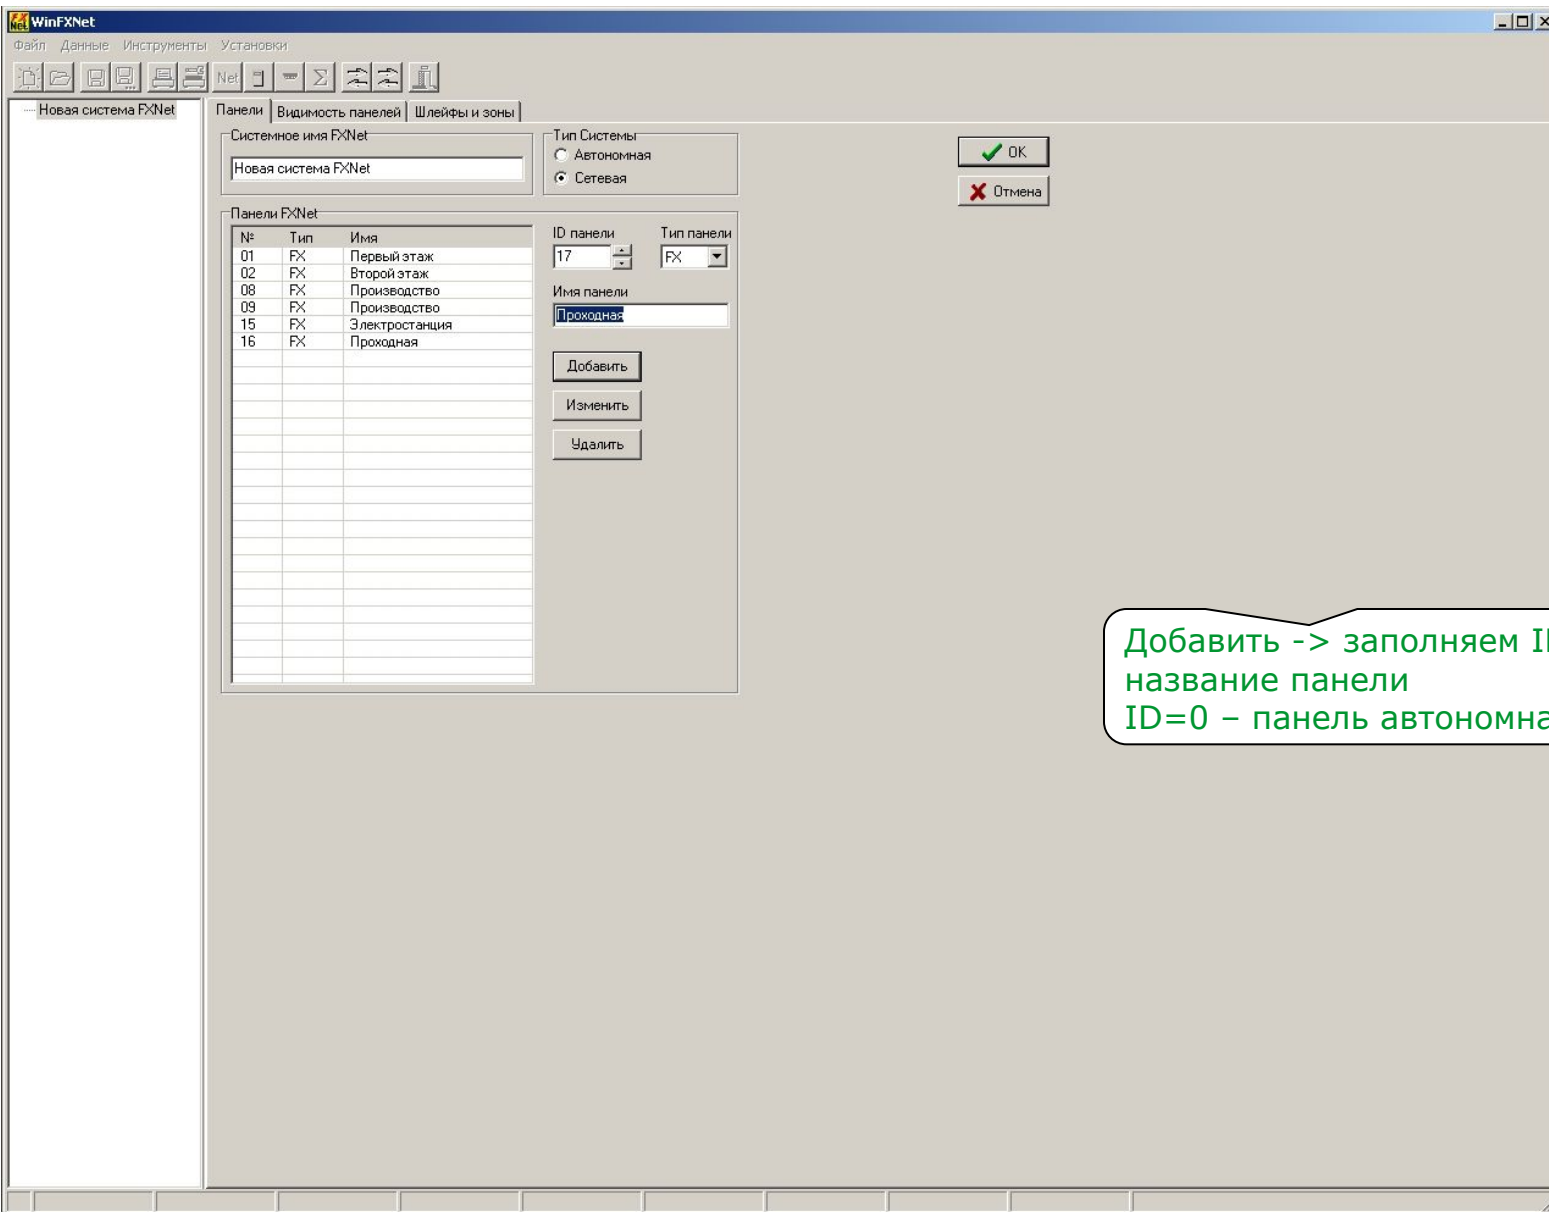 WinFXNet
Файл Данные Инструменты Установки
Net Σ
Новая система FXNet
Панели Видимость панелей Шлейфы и зоны
Системное имя FXNet
Новая система FXNet
Тип Системы
Автономная
Сетевая
OK
Отмена
Панели FXNet
№ Тип Имя
01 FX Первый этаж
02 FX Второй этаж
08 FX Производство
09 FX Производство
15 FX Электростанция
16 FX Проходная
ID панели Тип панели
17 FX
Имя панели
Проходная
Добавить
Изменить
Удалить
Добавить -> заполняем
название панели
ID=0 – панель автономна